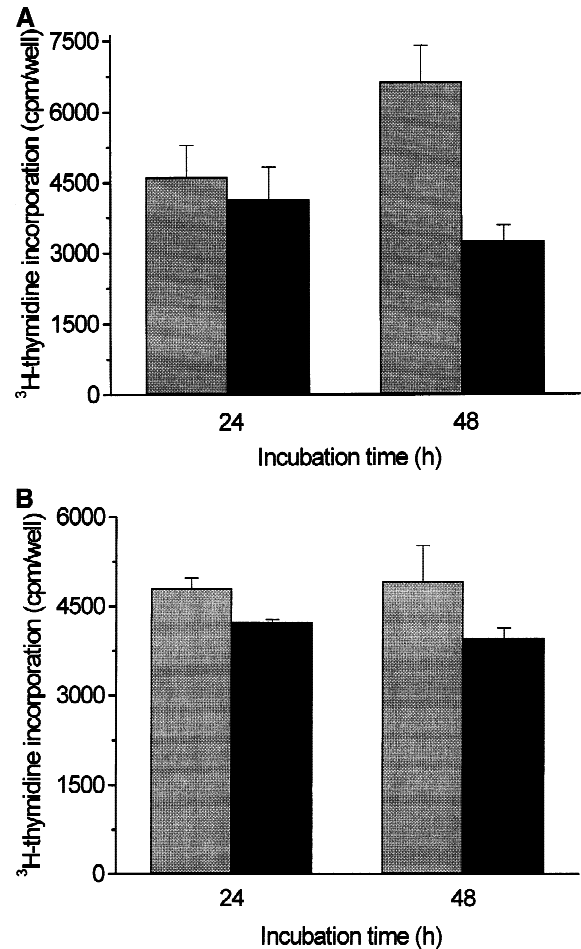 A
7500
6000
4500
3000
1500
0
³H-thymidine incorporation (cpm/well)
24 48
Incubation time (h)
B
6000
4500
3000
1500
0
³H-thymidine incorporation (cpm/well)
24 48
Incubation time (h)